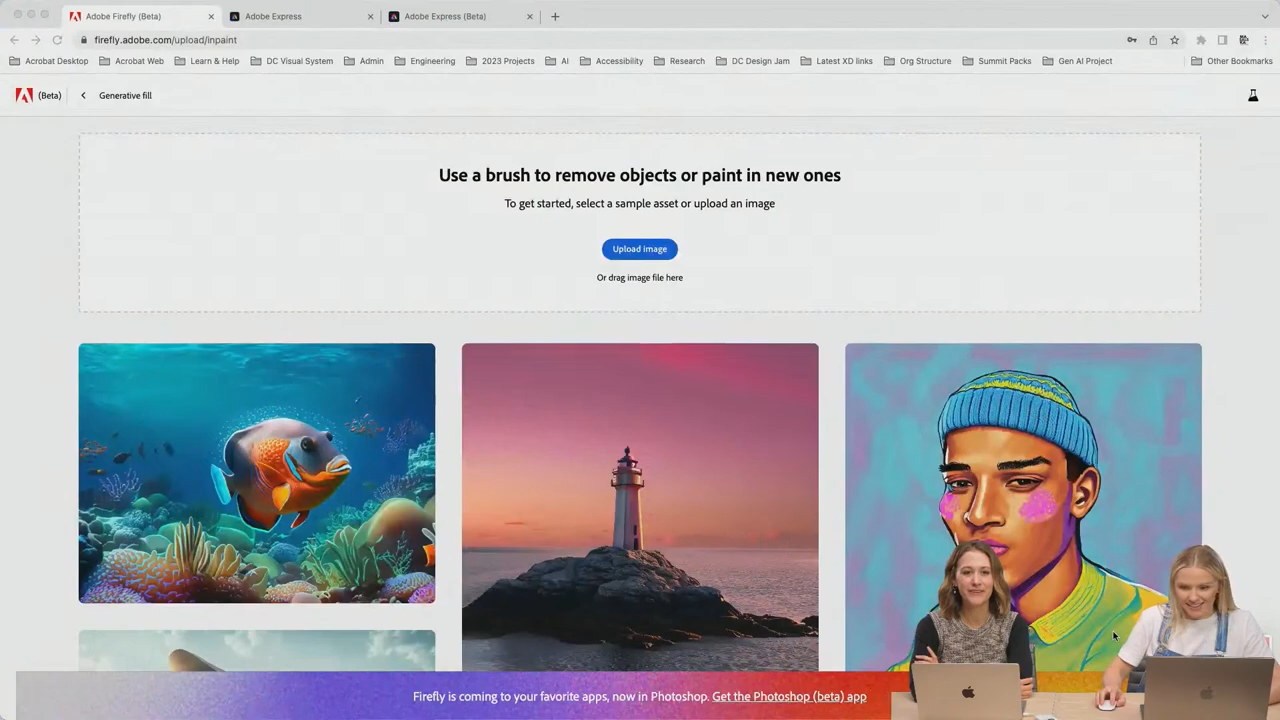 Adobe Firefly (Beta)
Adobe Express
Adobe Express (Beta)
firefly.adobe.com/upload/inpaint
Acrobat Desktop
Acrobat Web
Learn & Help
DC Visual System
Admin
Engineering
2023 Projects
AI
Accessibility
Research
DC Design Jam
Latest XD links
Org Structure
Summit Packs
Gen AI Project
Other Bookmarks
(Beta)
Generative fill
Use a brush to remove objects or paint in new ones
To get started, select a sample asset or upload an image
Upload image
Or drag image file here
Firefly is coming to your favorite apps, now in Photoshop. Get the Photoshop (beta) app